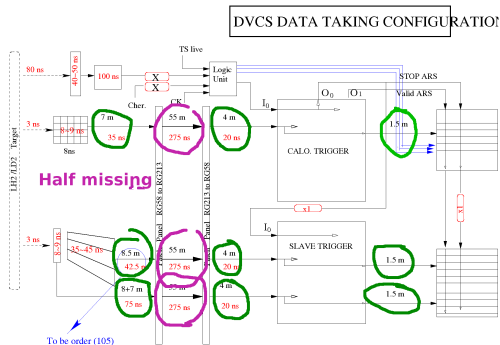 DVCS DATA TAKING CONFIGURATION
TS live
80 ns
40-50 ns
100 ns
X
X
Logic
Unit
STOP ARS
Valid ARS
Cher.
CK
O0
O1
3 ns
7 m
35 ns
55 m
275 ns
4 m
20 ns
I0
1.5 m
8-9 ns
8ns
CALO. TRIGGER
LH2 /LD2 Target
Half missing
Panel RG58 to RG213
Panel RG213 to RG58
x1
x1
3 ns
8-9
25-45 ns
I0
SLAVE TRIGGER
8.5 m
42.5 ns
55 m
275 ns
4 m
20 ns
1.5 m
8+7 m
75 ns
55 m
275 ns
4 m
20 ns
1.5 m
To be order (105)